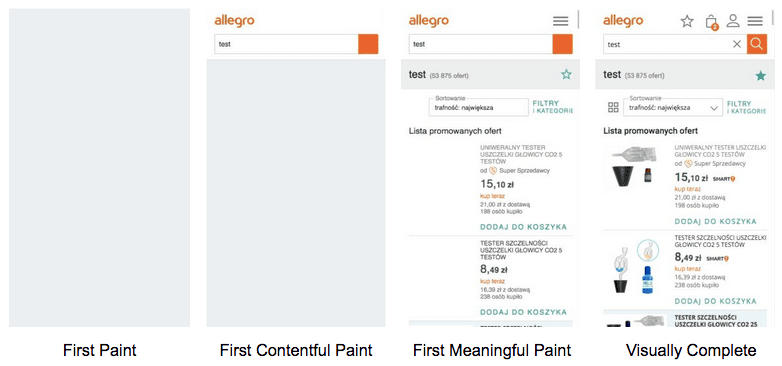 allegro
test
allegro
test
test (53 875 ofert)
Sortowanie
trafność: największa
FILTRY
I KATEGORIE
Lista promowanych ofert
UNIWERALNY TESTER
USZCZELKI GŁOWICY CO2 5
TESTÓW
od Super Sprzedawcy
15,10 zł
kup teraz
21,00 zł z dostawą
198 osób kupiło
DODAJ DO KOSZYKA
TESTER SZCZELNOŚCI
USZCZELKI GŁOWICY CO2 5
TESTÓW
8,49 zł
kup teraz
16,39 zł z dostawą
238 osób kupiło
DODAJ DO KOSZYKA
allegro
2
test
test (53 875 ofert)
Sortowanie
trafność: największa
FILTRY
I KATEGORIE
Lista promowanych ofert
UNIWERALNY TESTER USZCZELKI
GŁOWICY CO2 5 TESTÓW
od Super Sprzedawcy
15,10 zł SMART
kup teraz
21,00 zł z dostawą
198 osób kupiło
DODAJ DO KOSZYKA
TESTER SZCZELNOŚCI USZCZELKI
GŁOWICY CO2 5 TESTÓW
8,49 zł SMART
kup teraz
16,39 zł z dostawą
238 osób kupiło
DODAJ DO KOSZYKA
TESTER SZCZELNOŚCI
USZCZELKI GŁOWICY CO2 25
First Paint
First Contentful Paint
First Meaningful Paint
Visually Complete